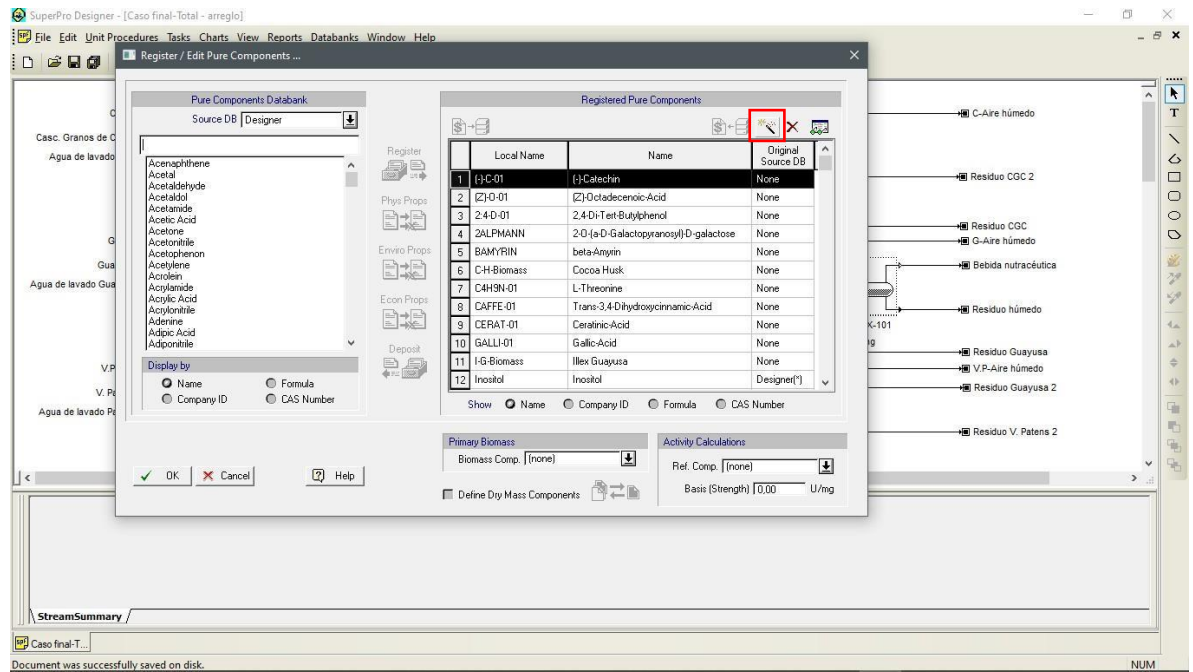 SuperPro Designer - [Caso final-Total - arreglo]
File Edit Unit Procedures Tasks Charts View Reports Databanks Window Help
Register / Edit Pure Components ...
Pure Components Databank
Source DB Designer
Acenaphthene
Acetal
Acetaldehyde
Acetaldol
Acetamide
Acetic Acid
Acetone
Acetonitrile
Acetophenon
Acetylene
Acrolein
Acrylamide
Acrylic Acid
Acrylonitrile
Adenine
Adipic Acid
Adiponitrile
Display by
Name Formula
Company ID CAS Number
Register
Phys Props
Enviro Props
Econ Props
Deposit
Registered Pure Components
Local Name Name Original Source DB
1 (-)-C-01 (-)-Catechin None
2 (Z)-O-01 (Z)-Octadecenoic-Acid None
3 2:4-D-01 2,4-Di-Tert-Butylphenol None
4 2ALPMANN 2-O-(a-D-Galactopyranosyl)-D-galactose None
5 BAMYRIN beta-Amyrin None
6 C-H-Biomass Cocoa Husk None
7 C4H9N-01 L-Threonine None
8 CAFFE-01 Trans-3,4-Dihydroxycinnamic-Acid None
9 CERAT-01 Ceratinic-Acid None
10 GALLI-01 Gallic-Acid None
11 I-G-Biomass Illex Guayusa None
12 Inositol Inositol Designer(*)
Show Name Company ID Formula CAS Number
Primary Biomass
Biomass Comp. (none)
Define Dry Mass Components
Activity Calculations
Ref. Comp. (none)
Basis (Strength) 0,00 U/mg
OK Cancel Help
C
Casc. Granos de C
Agua de lavado
G
Gua
Agua de lavado Gua
V.P
V. Pa
Agua de lavado Pa
C-Aire húmedo
Residuo CGC 2
Residuo CGC
G-Aire húmedo
Bebida nutracéutica
Residuo húmedo
X-101
g
Residuo Guayusa
V.P-Aire húmedo
Residuo Guayusa 2
Residuo V. Patens 2
T
StreamSummary
Caso final-T...
Document was successfully saved on disk. NUM